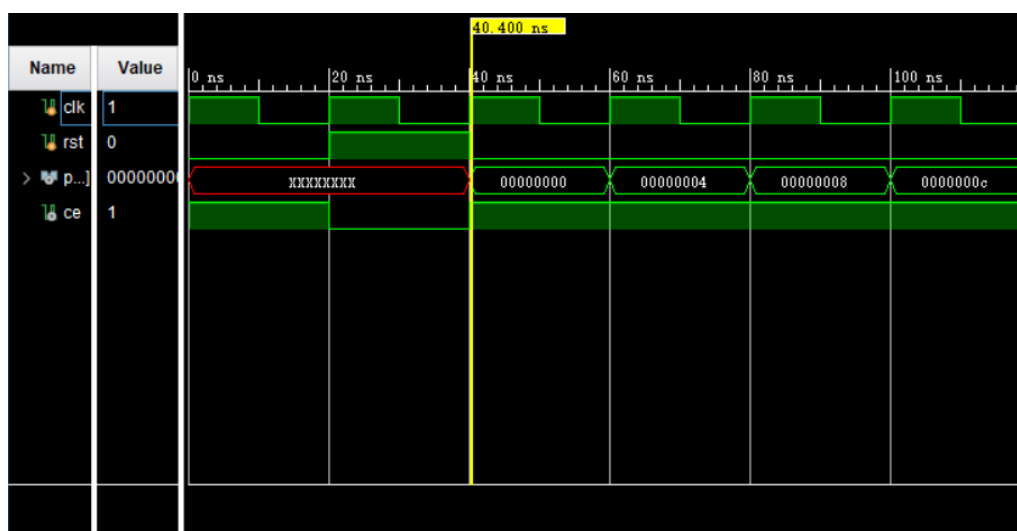 40.400 ns
Name Value
0 ns 20 ns 40 ns 60 ns 80 ns 100 ns
clk 1
rst 0
> p...] 00000000 XXXXXXXX 00000000 00000004 00000008 0000000c
ce 1